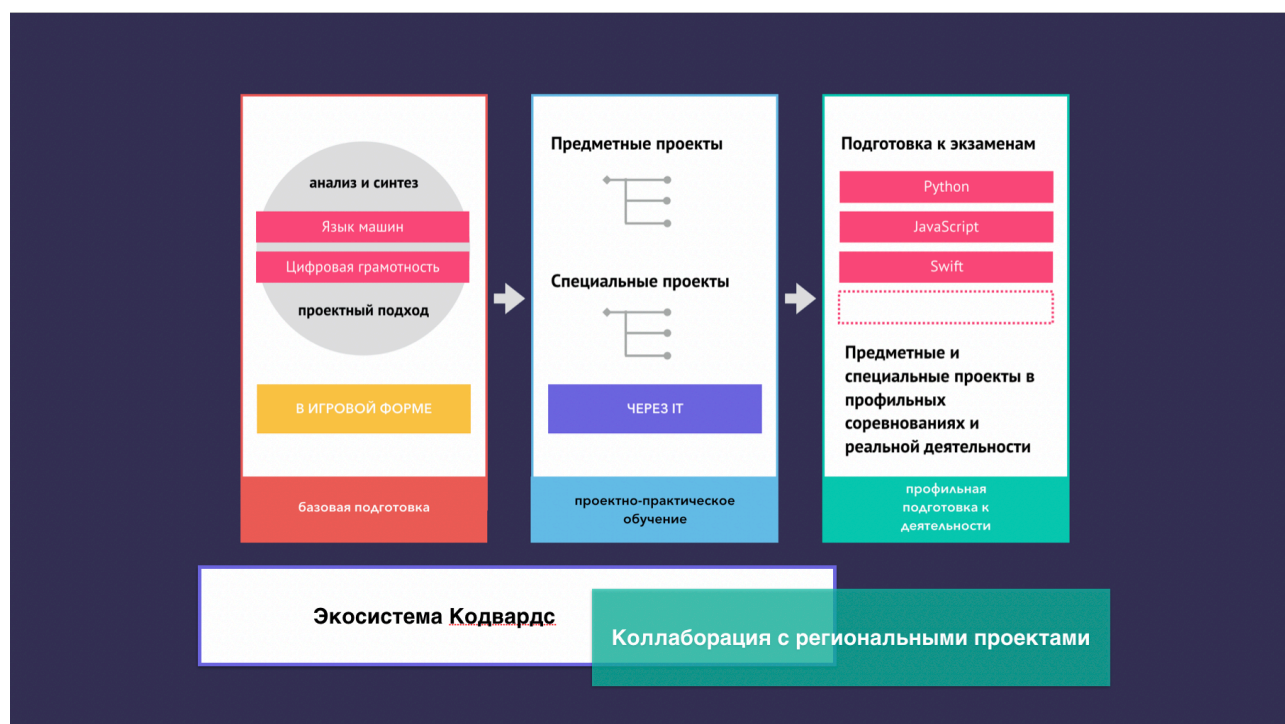 анализ и синтез
Язык машин
Цифровая грамотность
проектный подход
В ИГРОВОЙ ФОРМЕ
базовая подготовка
Предметные проекты
Специальные проекты
ЧЕРЕЗ IT
проектно-практическое
обучение
Подготовка к экзаменам
Python
JavaScript
Swift
Предметные и
специальные проекты в
профильных
соревнованиях и
реальной деятельности
профильная
подготовка к
деятельности
Экосистема Кодвардс
Коллаборация с региональными проектами